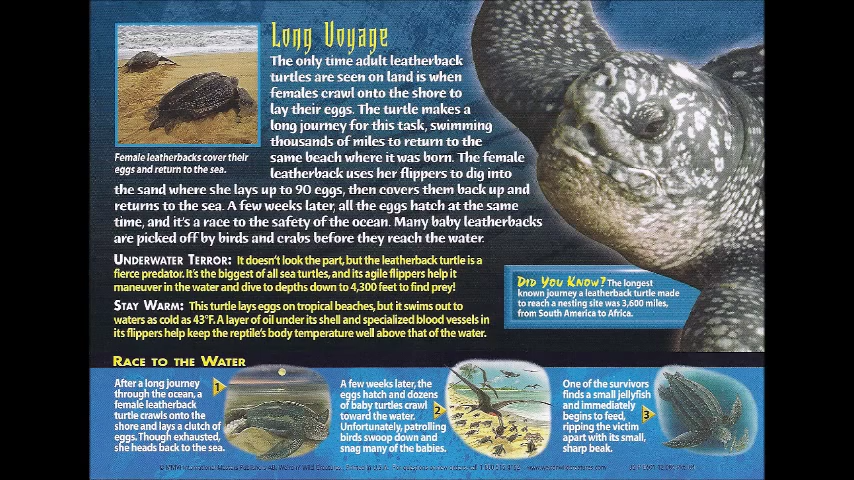 Long Voyage
The only time adult leatherback
turtles are seen on land is when
females crawl onto the shore to
lay their eggs. The turtle makes a
long journey for this task, swimming
thousands of miles to return to the
same beach where it was born. The female
leatherback uses her flippers to dig into
the sand where she lays up to 90 eggs, then covers them back up and
returns to the sea. A few weeks later, all the eggs hatch at the same
time, and it's a race to the safety of the ocean. Many baby leatherbacks
are picked off by birds and crabs before they reach the water.
Female leatherbacks cover their
eggs and return to the sea.
UNDERWATER TERROR: It doesn't look the part, but the leatherback turtle is a
fierce predator. It's the biggest of all sea turtles, and its agile flippers help it
maneuver in the water and dive to depths down to 4,300 feet to find prey!
STAY WARM: This turtle lays eggs on tropical beaches, but it swims out to
waters as cold as 43°F. A layer of oil under its shell and specialized blood vessels in
its flippers help keep the reptile's body temperature well above that of the water.
DID YOU KNOW? The longest
known journey a leatherback turtle made
to reach a nesting site was 3,600 miles,
from South America to Africa.
RACE TO THE WATER
After a long journey
through the ocean, a
female leatherback
turtle crawls onto the
shore and lays a clutch of
eggs. Though exhausted,
she heads back to the sea.
1
A few weeks later, the
eggs hatch and dozens
of baby turtles crawl
toward the water.
Unfortunately, patrolling
birds swoop down and
snag many of the babies.
2
One of the survivors
finds a small jellyfish
and immediately
begins to feed,
ripping the victim
apart with its small,
sharp beak.
3